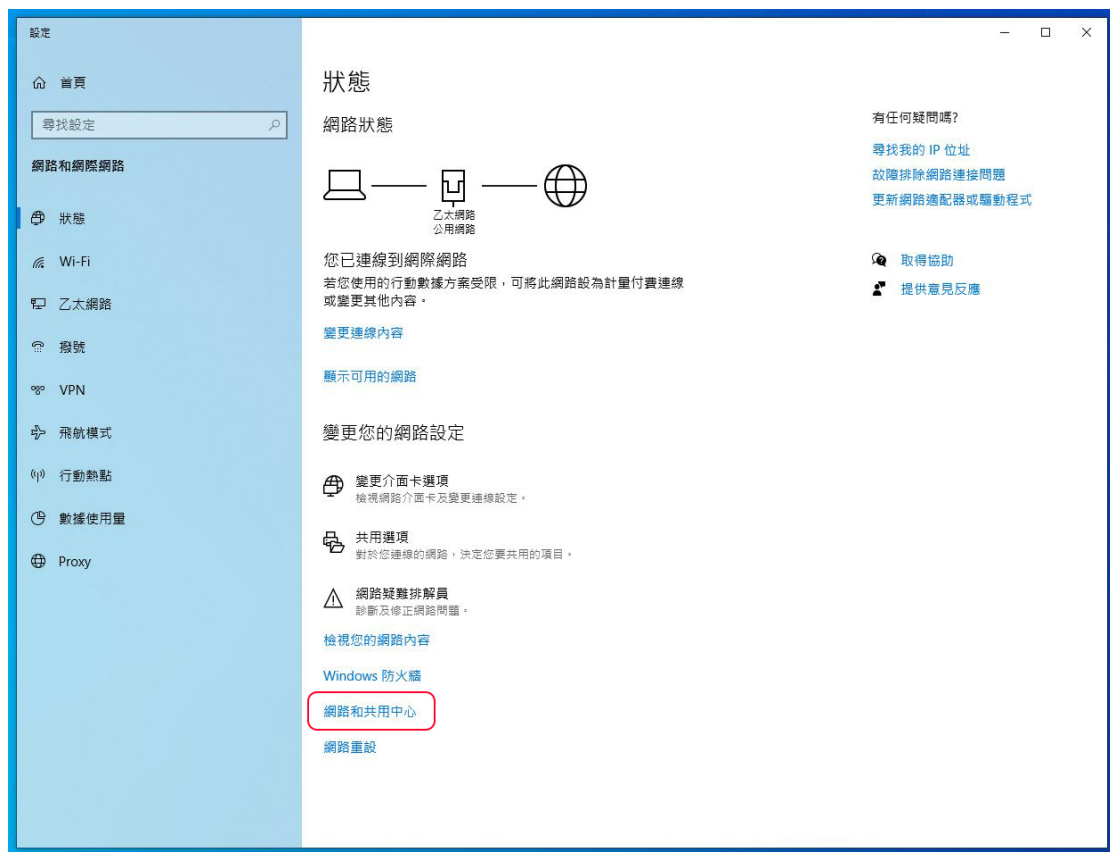 設定
首頁
尋找設定
網路和網際網路
狀態
Wi-Fi
乙太網路
撥號
VPN
飛航模式
行動熱點
數據使用量
Proxy
狀態
網路狀態
乙太網路
公用網路
您已連線到網際網路
若您使用的行動數據方案受限，可將此網路設為計量付費連線
或變更其他內容。
變更連線內容
顯示可用的網路
變更您的網路設定
變更介面卡選項
檢視網路介面卡及變更連線設定。
共用選項
對於您連線的網路，決定您要共用的項目。
網路疑難排解員
診斷及修正網路問題。
檢視您的網路內容
Windows 防火牆
網路和共用中心
網路重設
有任何疑問嗎?
尋找我的 IP 位址
故障排除網路連接問題
更新網路適配器或驅動程式
取得協助
提供意見反應